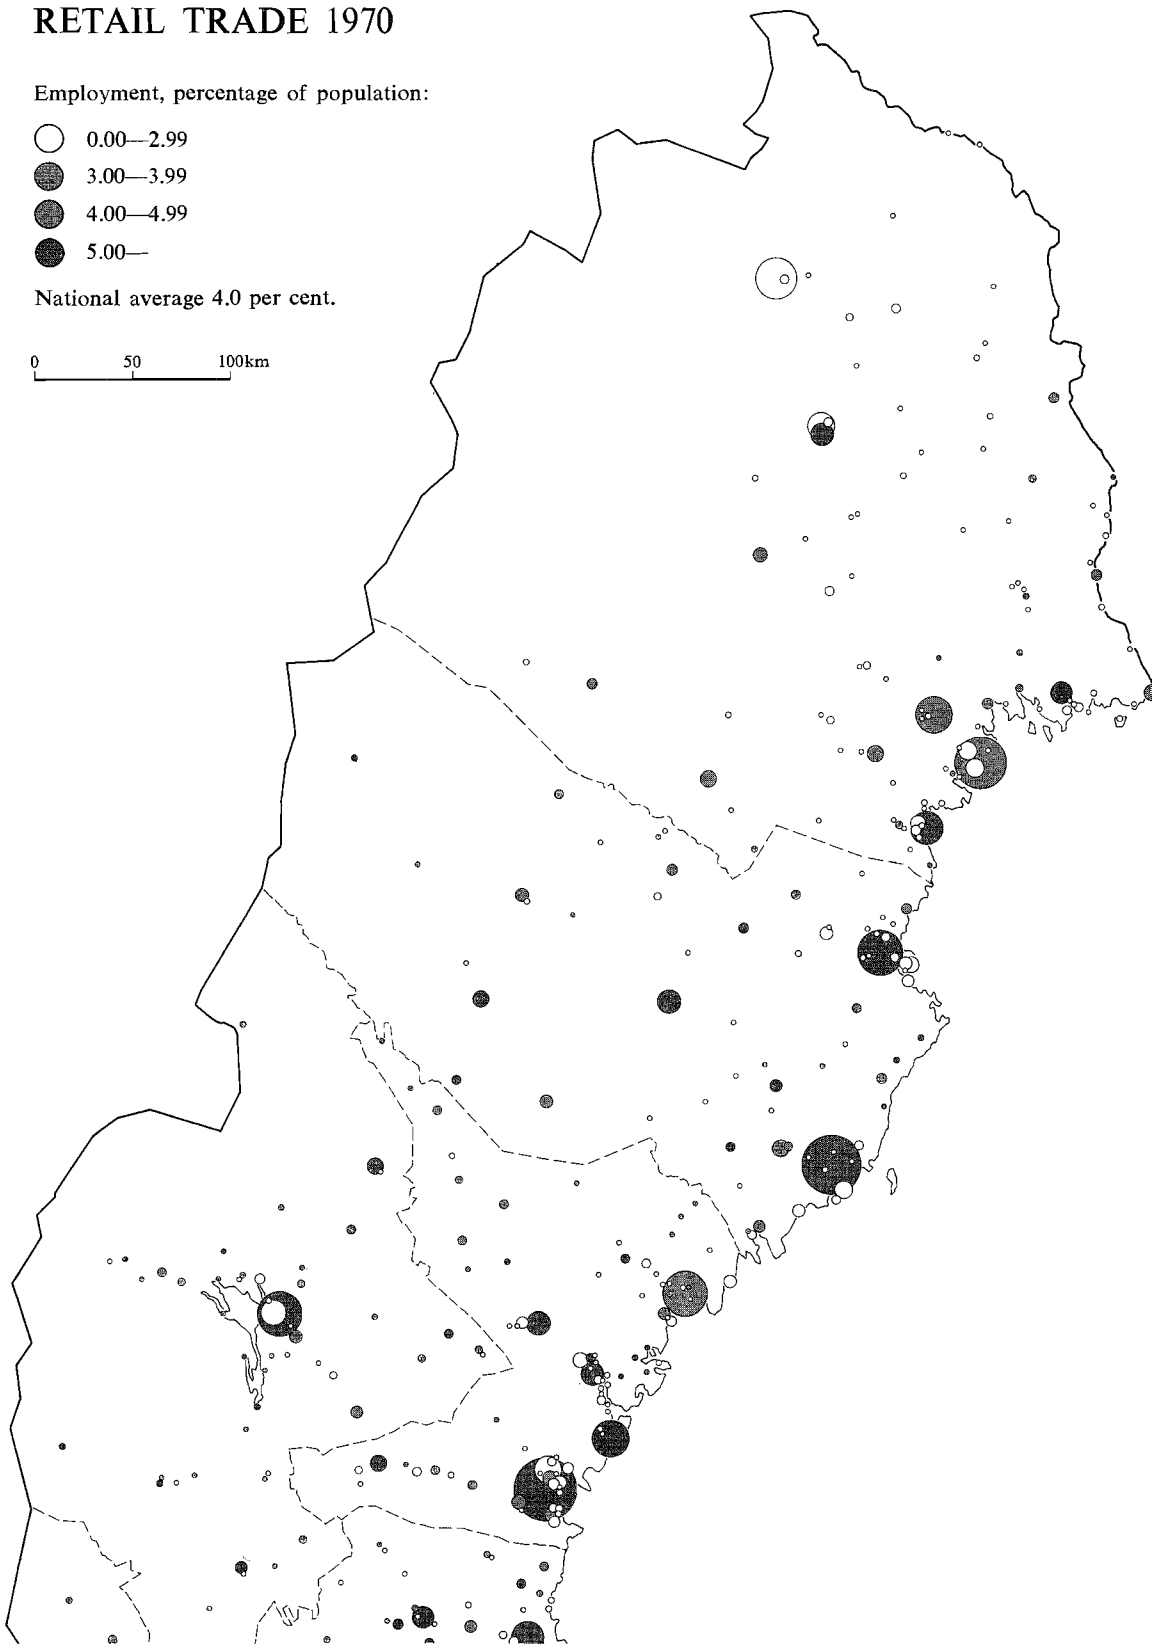 RETAIL TRADE 1970
Employment, percentage of population:
0.00—2.99
3.00—3.99
4.00—4.99
5.00—
National average 4.0 per cent.
0 50 100km